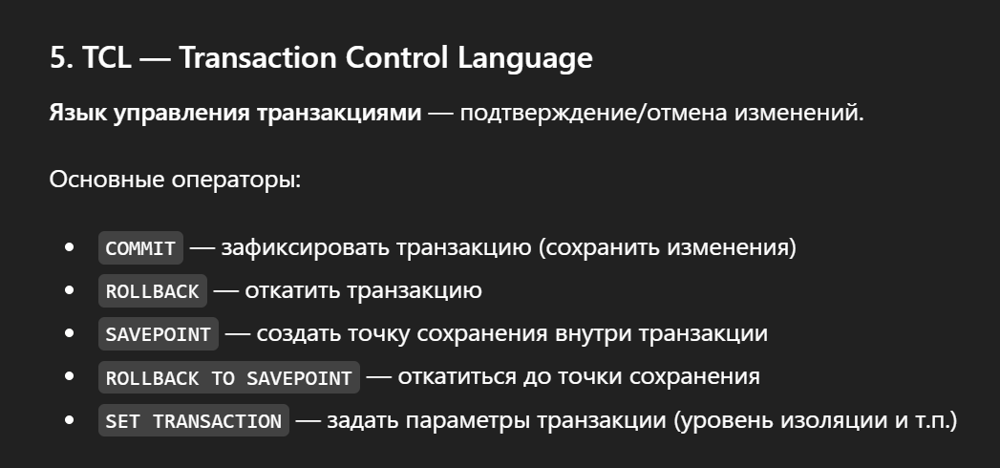 5. TCL — Transaction Control Language
Язык управления транзакциями — подтверждение/отмена изменений.
Основные операторы:
• COMMIT — зафиксировать транзакцию (сохранить изменения)
• ROLLBACK — откатить транзакцию
• SAVEPOINT — создать точку сохранения внутри транзакции
• ROLLBACK TO SAVEPOINT — откатиться до точки сохранения
• SET TRANSACTION — задать параметры транзакции (уровень изоляции и т.п.)